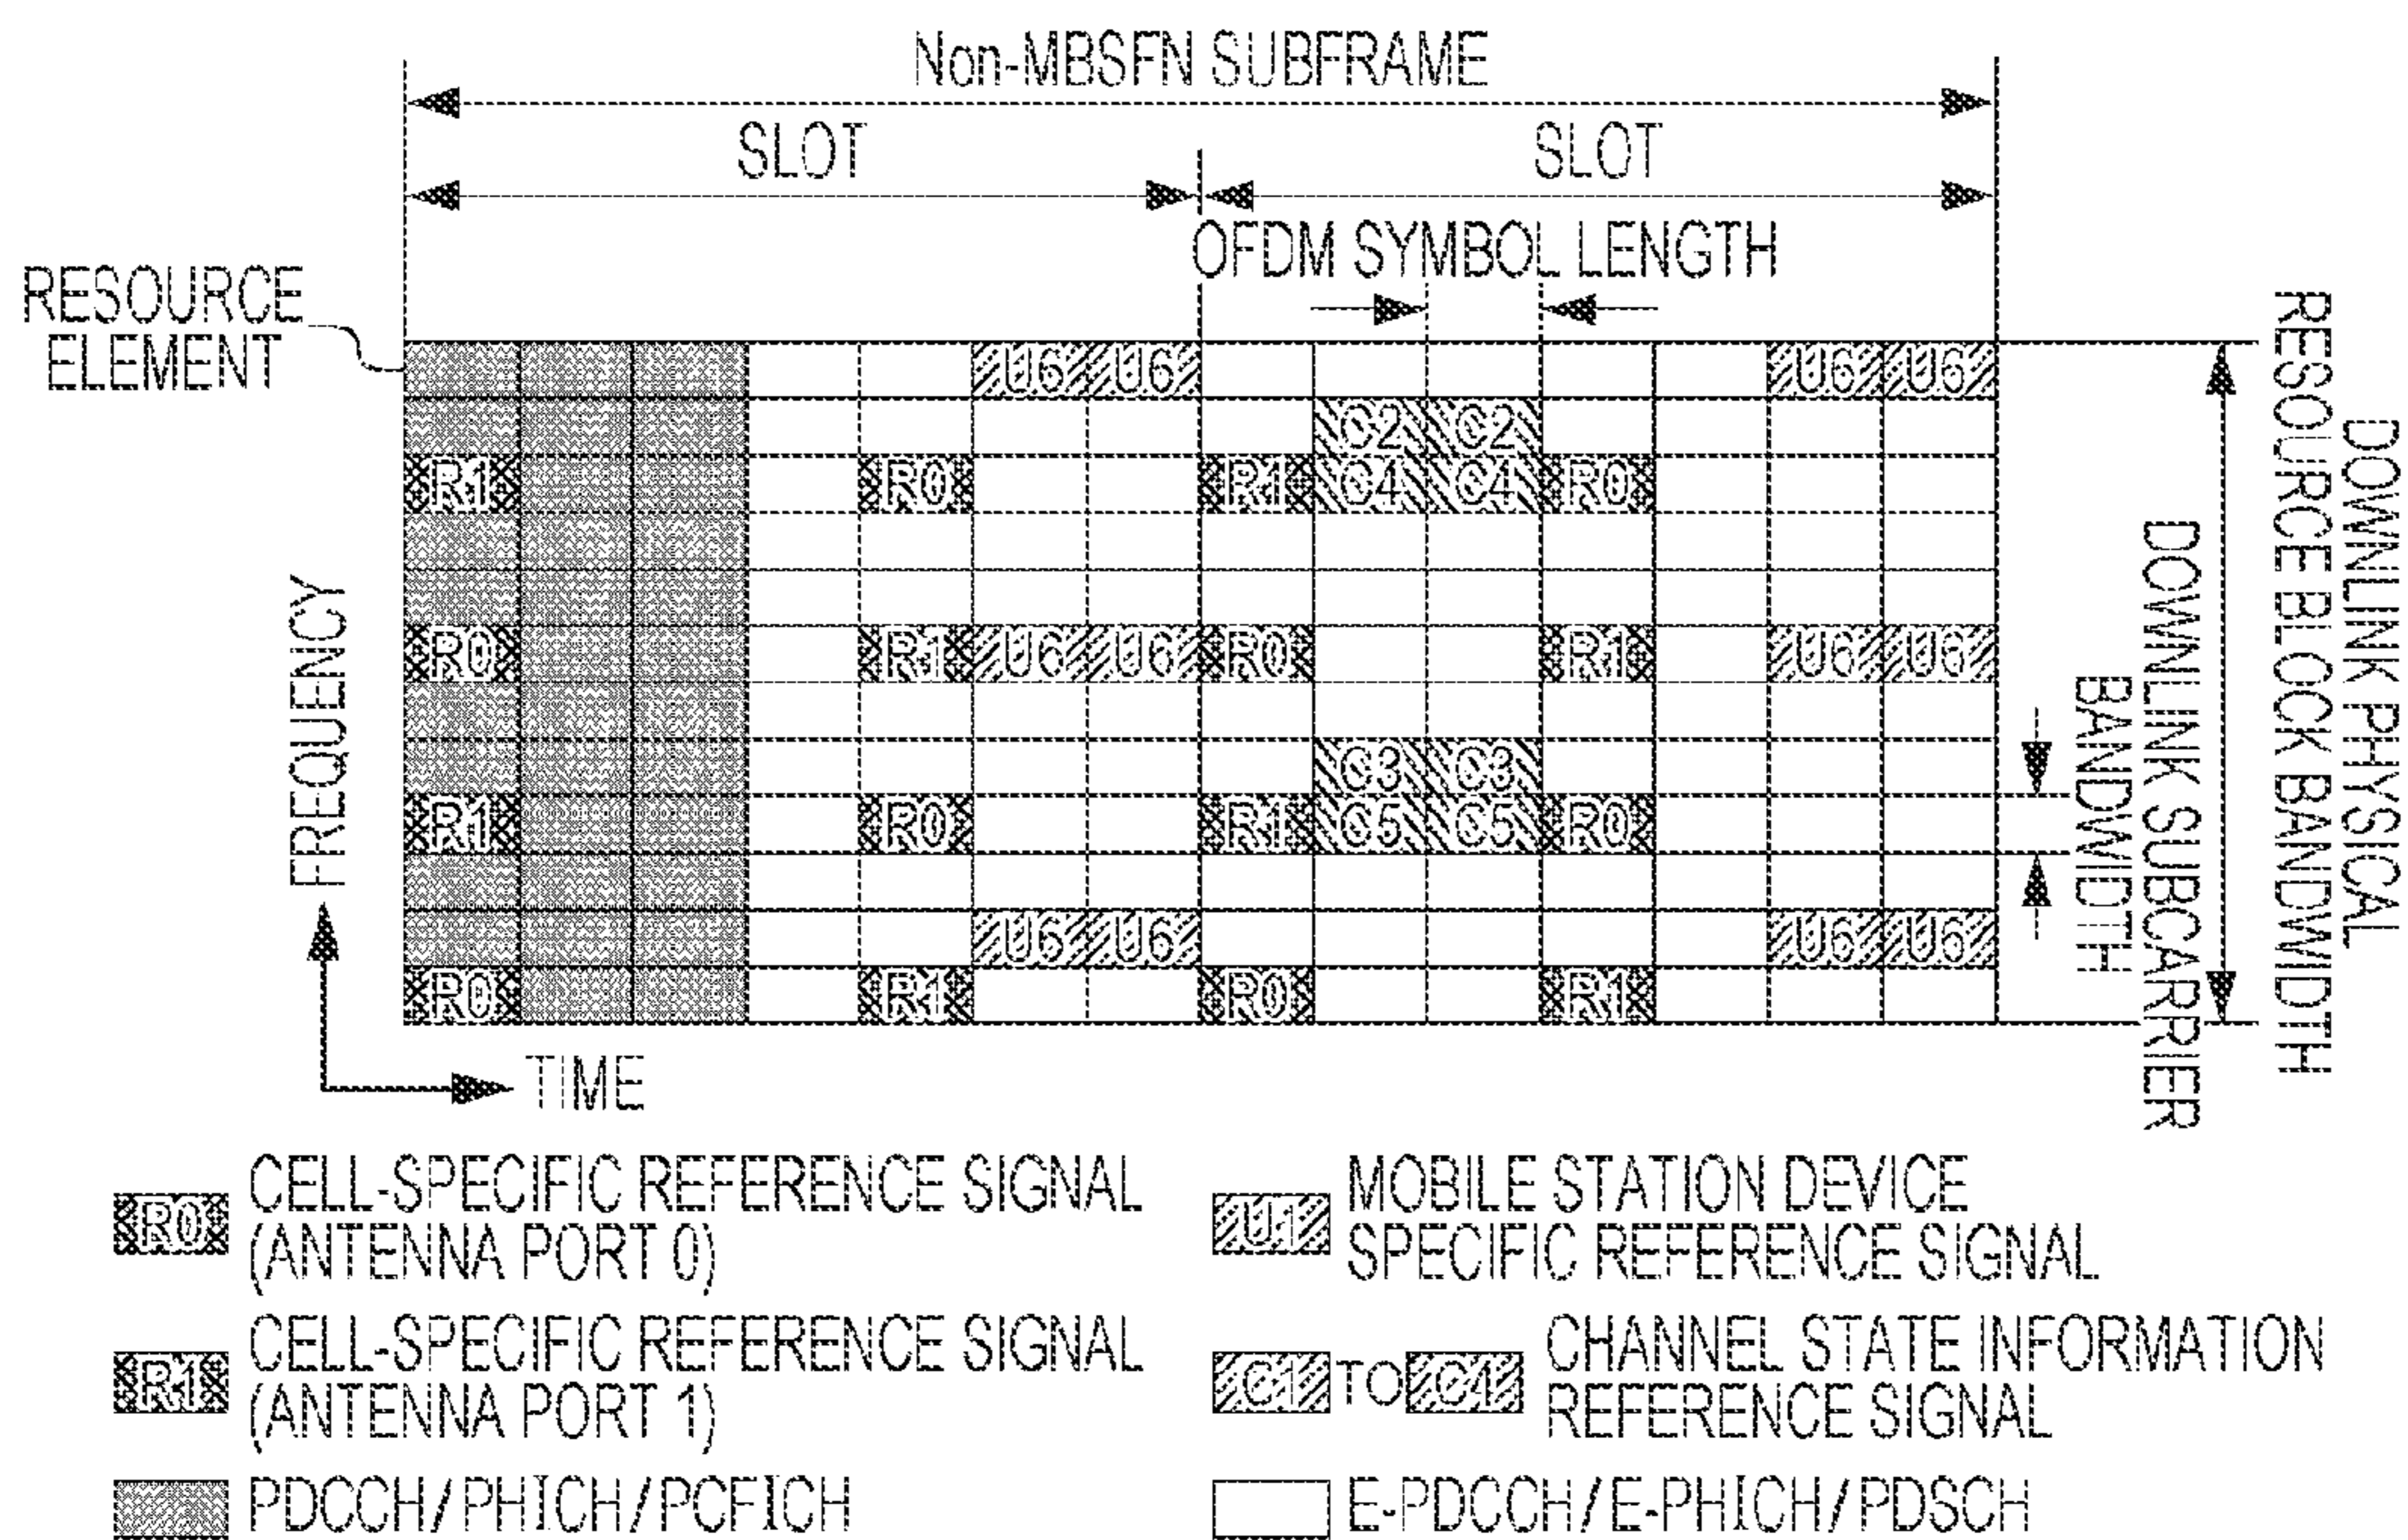 Non-MBSFN SUBFRAME
SLOT SLOT
OFDM SYMBOL LENGTH
RESOURCE
ELEMENT
U6 U6 U6 U6
C2 C2
R1 R0 R1 C4 C4 R0
R0 R1 U6 U6 R0 R1 U6 U6
C3 C3
R1 R0 R1 C5 C5 R0
U6 U6 U6 U6
R0 R1 R0 R1
FREQUENCY
TIME
DOWNLINK PHYSICAL
RESOURCE BLOCK BANDWIDTH
DOWNLINK SUBCARRIER
BANDWIDTH
R0 CELL-SPECIFIC REFERENCE SIGNAL
(ANTENNA PORT 0)
R1 CELL-SPECIFIC REFERENCE SIGNAL
(ANTENNA PORT 1)
PDCCH/PHICH/PCFICH
U1 MOBILE STATION DEVICE
SPECIFIC REFERENCE SIGNAL
C1 TO C4 CHANNEL STATE INFORMATION
REFERENCE SIGNAL
E-PDCCH/E-PHICH/PDSCH